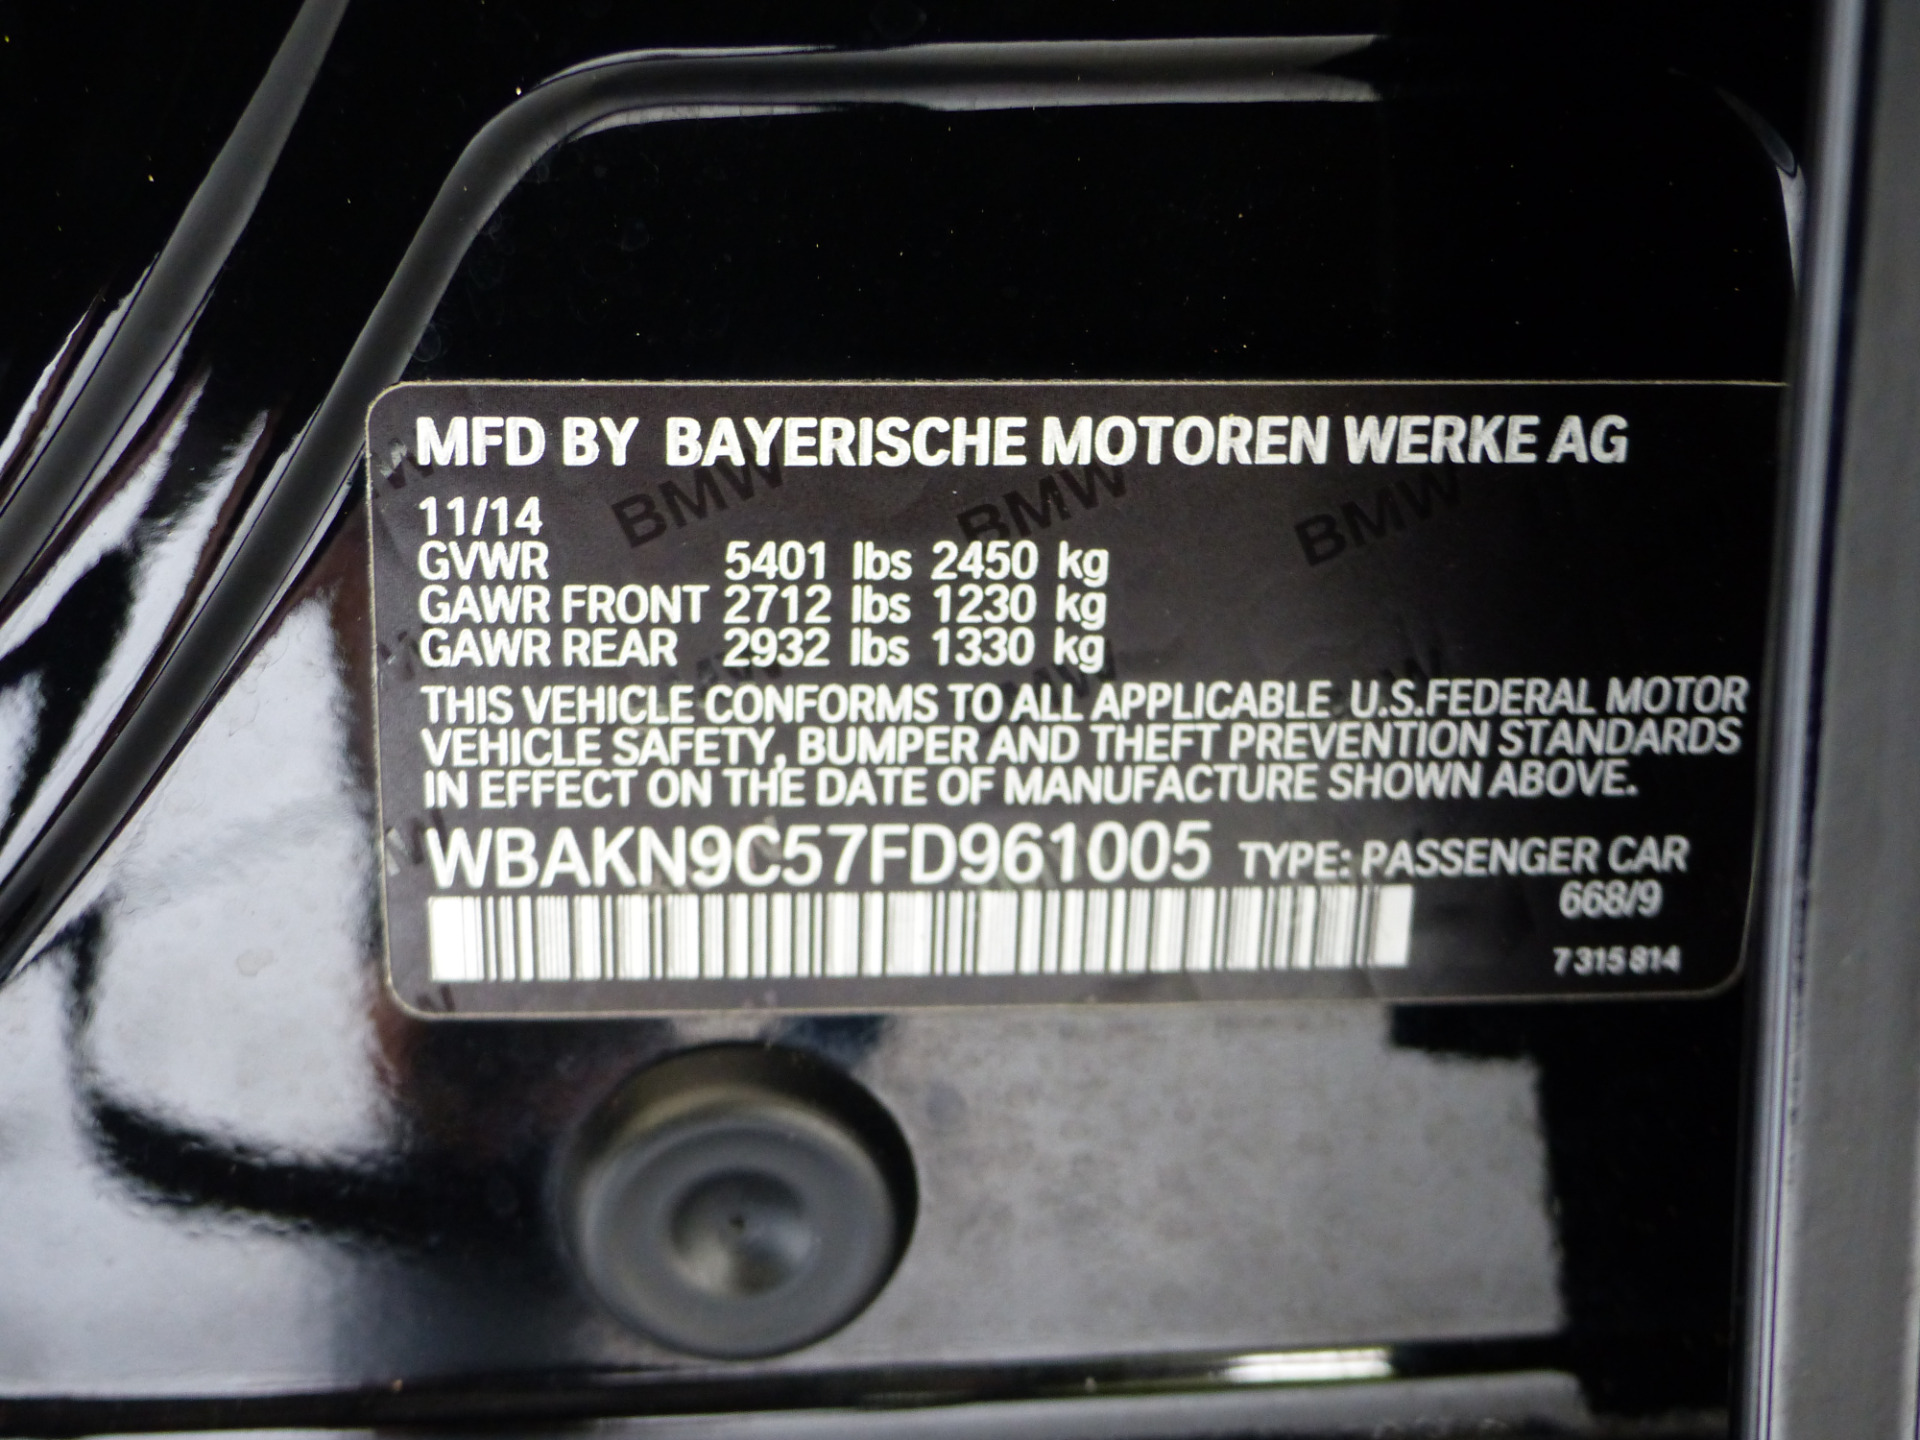 MFD BY BAYERISCHE MOTOREN WERKE AG
BMW BMW BMW
11/14
GVWR 5401 lbs 2450 kg
GAWR FRONT 2712 lbs 1230 kg
GAWR REAR 2932 lbs 1330 kg
THIS VEHICLE CONFORMS TO ALL APPLICABLE U.S.FEDERAL MOTOR
VEHICLE SAFETY, BUMPER AND THEFT PREVENTION STANDARDS
IN EFFECT ON THE DATE OF MANUFACTURE SHOWN ABOVE.
WBAKN9C57FD961005 TYPE: PASSENGER CAR
668/9
7 315 814